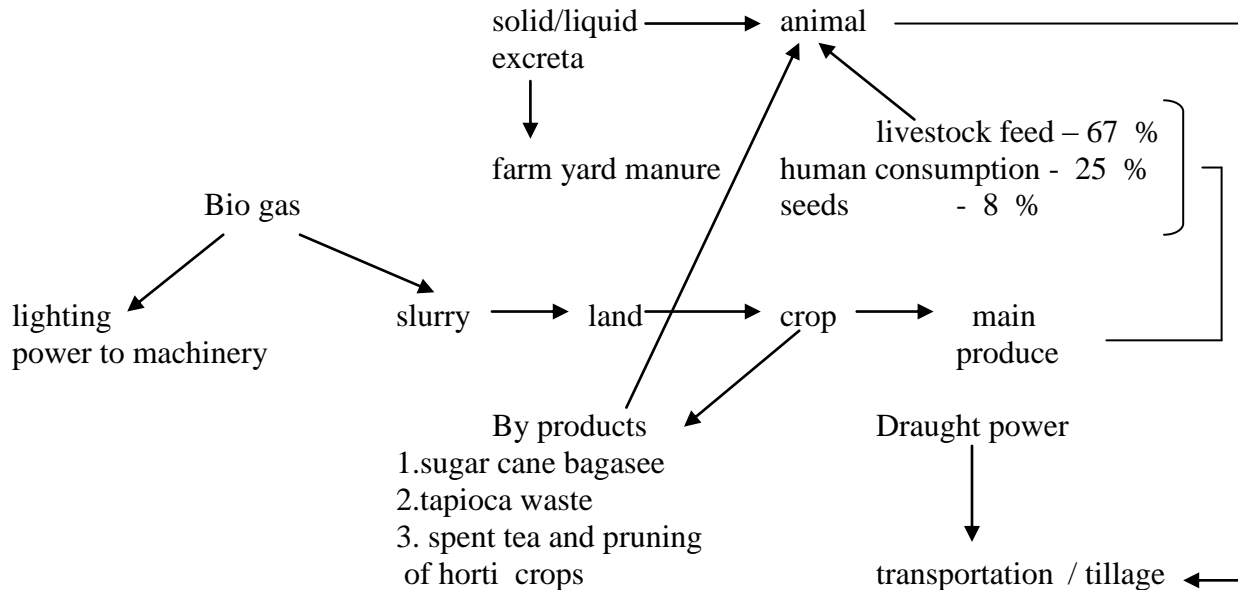 solid/liquid animal
excreta
livestock feed – 67 %
farm yard manure human consumption - 25 %
Bio gas seeds - 8 %
lighting slurry land crop main
power to machinery produce
By products Draught power
1.sugar cane bagasee
2.tapioca waste
3. spent tea and pruning
of horti crops transportation / tillage